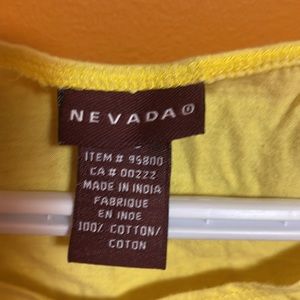 NEVADA®
ITEM # 95800
CA # 00222
MADE IN INDIA
FABRIQUE
EN INDE
100% COTTON/
COTON